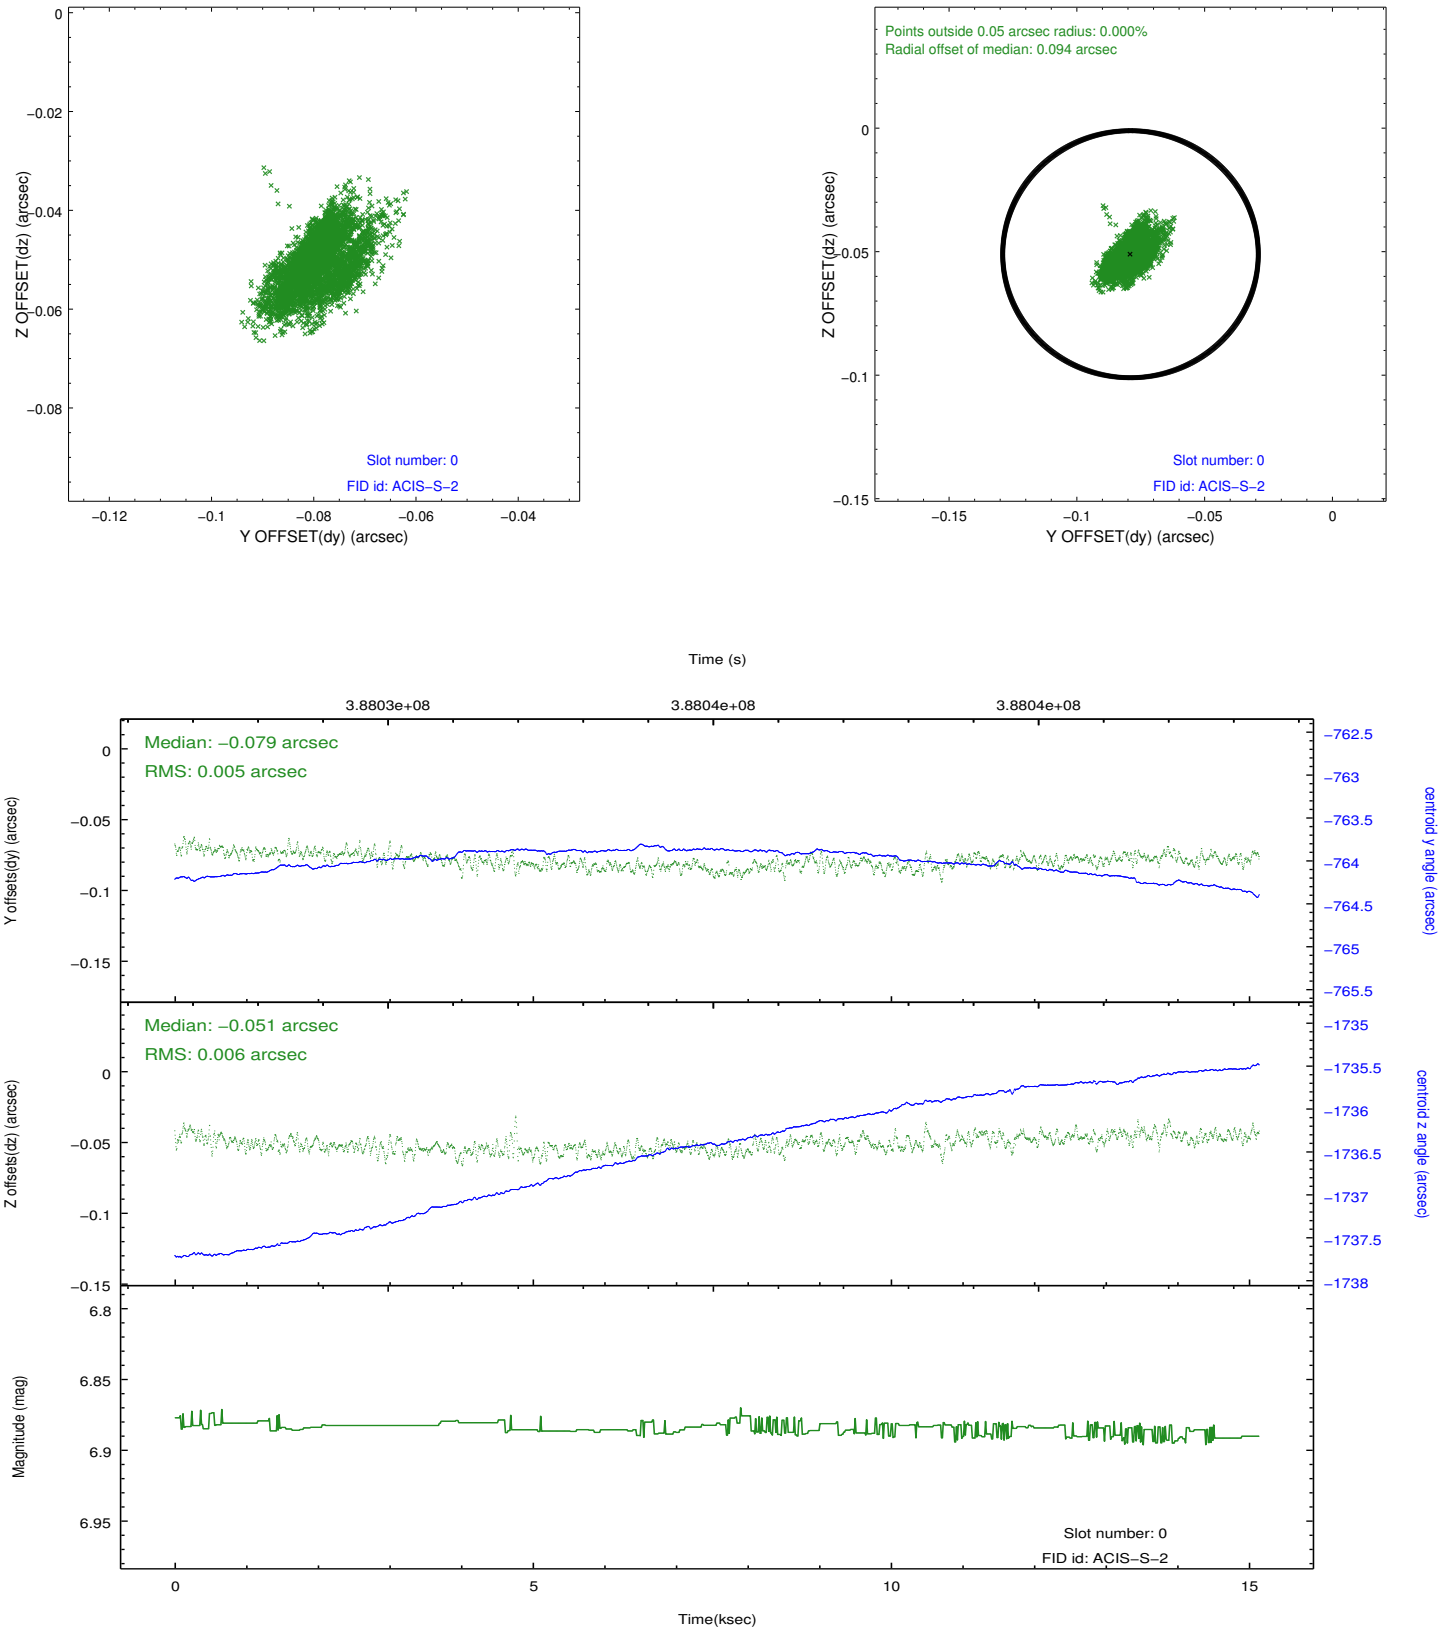 0
−0.02
−0.04
−0.06
−0.08
Z OFFSET(dz) (arcsec)
Slot number: 0
FID id: ACIS−S−2
−0.12
−0.1
−0.08
−0.06
−0.04
Y OFFSET(dy) (arcsec)
Points outside 0.05 arcsec radius: 0.000%
Radial offset of median: 0.094 arcsec
0
−0.05
−0.1
−0.15
Z OFFSET(dz) (arcsec)
Slot number: 0
FID id: ACIS−S−2
−0.15
−0.1
−0.05
0
Y OFFSET(dy) (arcsec)
Time (s)
3.8803e+08
3.8804e+08
3.8804e+08
Median: −0.079 arcsec
RMS: 0.005 arcsec
0
−0.05
−0.1
−0.15
Y offsets(dy) (arcsec)
−762.5
−763
−763.5
−764
−764.5
−765
−765.5
centroid y angle (arcsec)
Median: −0.051 arcsec
RMS: 0.006 arcsec
0
−0.05
−0.1
−0.15
Z offsets(dz) (arcsec)
−1735
−1735.5
−1736
−1736.5
−1737
−1737.5
−1738
centroid z angle (arcsec)
6.8
6.85
6.9
6.95
Magnitude (mag)
Slot number: 0
FID id: ACIS−S−2
0
5
10
15
Time(ksec)